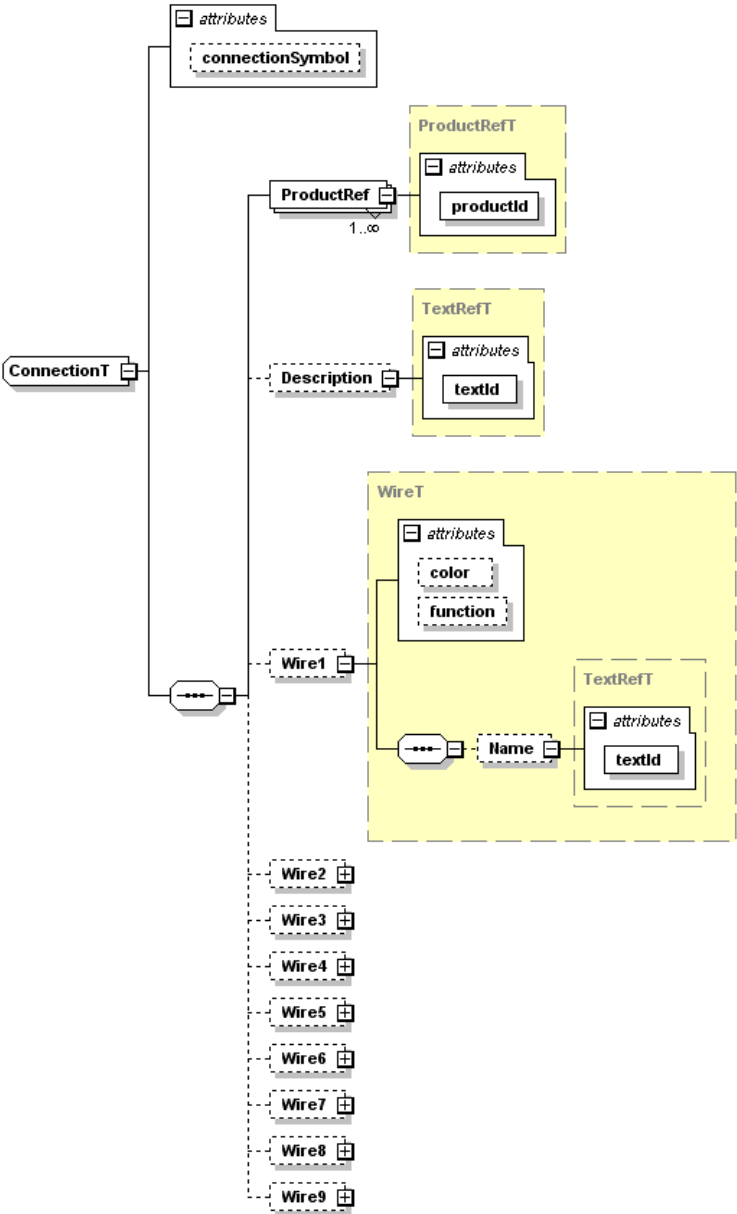 attributes
connectionSymbol
ProductRefT
attributes
ProductRef
productId
1..∞
TextRefT
attributes
ConnectionT
Description
textId
WireT
attributes
color
function
Wire1
TextRefT
attributes
Name
textId
Wire2
Wire3
Wire4
Wire5
Wire6
Wire7
Wire8
Wire9